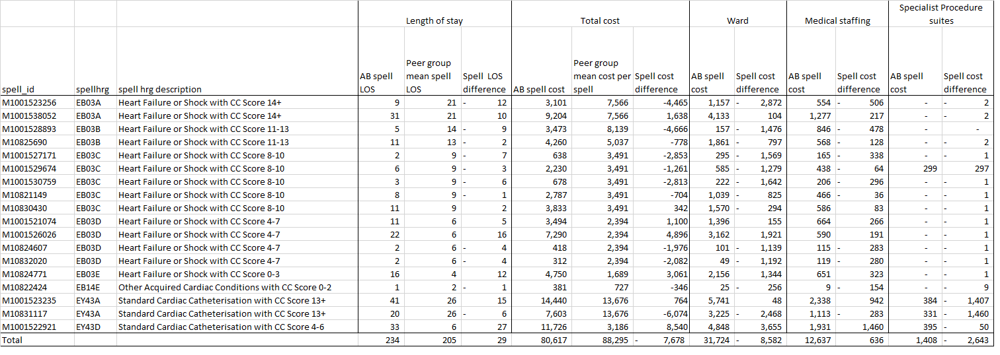 Specialist Procedure
Length of stay Total cost Ward Medical staffing suites
Peer group Peer group
AB spell mean spell Spell LOS mean cost per Spell cost AB spell Spell cost AB spell Spell cost AB spell Spell cost
spell_id spellhrg spell hrg description LOS LOS difference AB spell cost spell difference cost difference cost difference cost difference
M1001523256 EB03A Heart Failure or Shock with CC Score 14+ 9 21 - 12 3,101 7,566 -4,465 1,157 - 2,872 554 - 506 - - 2
M1001538052 EB03A Heart Failure or Shock with CC Score 14+ 31 21 10 9,204 7,566 1,638 4,133 104 1,277 217 - - 2
M1001528893 EB03B Heart Failure or Shock with CC Score 11-13 5 14 - 9 3,473 8,139 -4,666 157 - 1,476 846 - 478 - -
M10825690 EB03B Heart Failure or Shock with CC Score 11-13 11 13 - 2 4,260 5,037 -778 1,861 - 797 568 - 128 - - 2
M1001527171 EB03C Heart Failure or Shock with CC Score 8-10 2 9 - 7 638 3,491 -2,853 295 - 1,569 165 - 338 - - 1
M1001529674 EB03C Heart Failure or Shock with CC Score 8-10 6 9 - 3 2,230 3,491 -1,261 585 - 1,279 438 - 64 299 297
M1001530759 EB03C Heart Failure or Shock with CC Score 8-10 3 9 - 6 678 3,491 -2,813 222 - 1,642 206 - 296 - - 1
M10821149 EB03C Heart Failure or Shock with CC Score 8-10 8 9 - 1 2,787 3,491 -704 1,039 - 825 466 - 36 - - 1
M10830430 EB03C Heart Failure or Shock with CC Score 8-10 11 9 2 3,833 3,491 342 1,570 - 294 586 83 - - 1
M1001521074 EB03D Heart Failure or Shock with CC Score 4-7 11 6 5 3,494 2,394 1,100 1,396 155 664 266 - - 1
M1001526026 EB03D Heart Failure or Shock with CC Score 4-7 22 6 16 7,290 2,394 4,896 3,162 1,921 590 191 - - 1
M10824607 EB03D Heart Failure or Shock with CC Score 4-7 2 6 - 4 418 2,394 -1,976 101 - 1,139 115 - 283 - - 1
M10832020 EB03D Heart Failure or Shock with CC Score 4-7 2 6 - 4 312 2,394 -2,082 49 - 1,192 119 - 280 - - 1
M10824771 EB03E Heart Failure or Shock with CC Score 0-3 16 4 12 4,750 1,689 3,061 2,156 1,344 651 323 - - 1
M10822424 EB14E Other Acquired Cardiac Conditions with CC Score 0-2 1 2 - 1 381 727 -346 25 - 256 9 - 154 - - 9
M1001523235 EY43A Standard Cardiac Catheterisation with CC Score 13+ 41 26 15 14,440 13,676 764 5,741 48 2,338 942 384 - 1,407
M10831117 EY43A Standard Cardiac Catheterisation with CC Score 13+ 20 26 - 6 7,603 13,676 -6,074 3,225 - 2,468 1,113 - 283 331 - 1,460
M1001522921 EY43D Standard Cardiac Catheterisation with CC Score 4-6 33 6 27 11,726 3,186 8,540 4,848 3,655 1,931 1,460 395 - 50
Total 234 205 29 80,617 88,295 - 7,678 31,724 - 8,582 12,637 636 1,408 - 2,643